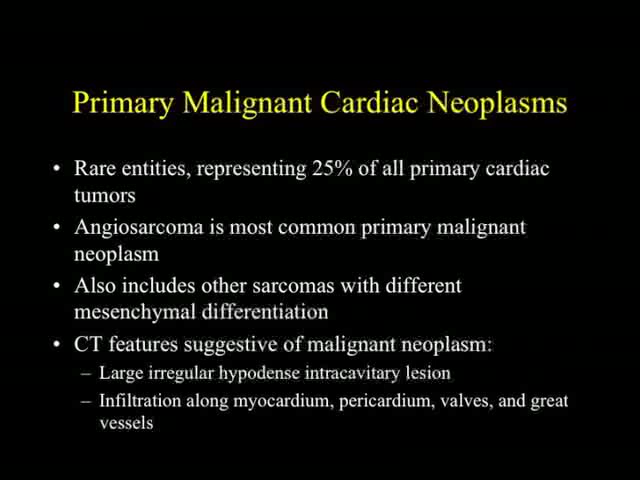 Primary Malignant Cardiac Neoplasms
• Rare entities, representing 25% of all primary cardiac
tumors
• Angiosarcoma is most common primary malignant
neoplasm
• Also includes other sarcomas with different
mesenchymal differentiation
• CT features suggestive of malignant neoplasm:
– Large irregular hypodense intracavitary lesion
– Infiltration along myocardium, pericardium, valves, and great
vessels